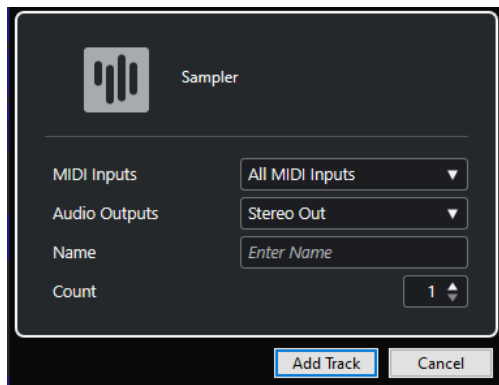 Sampler
MIDI Inputs All MIDI Inputs
Audio Outputs Stereo Out
Name Enter Name
Count 1
Add Track Cancel